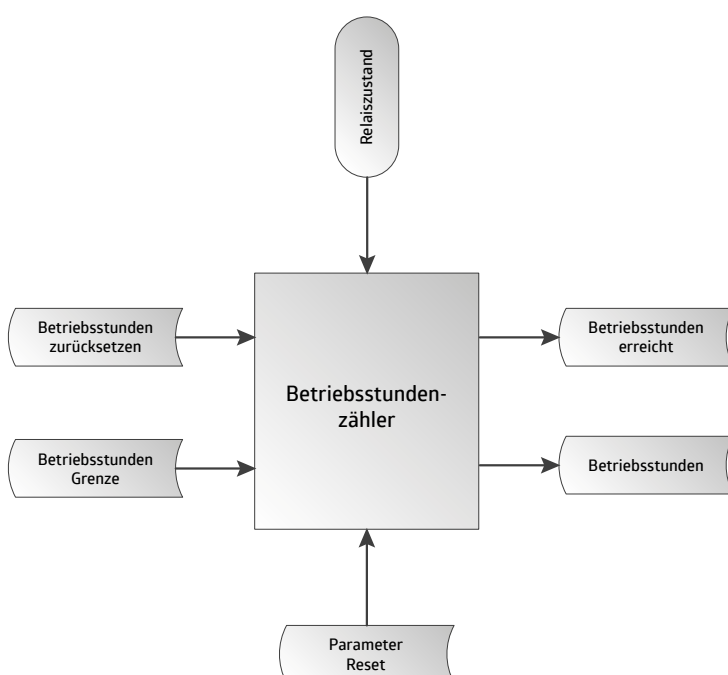 Relaiszustand
Betriebsstunden
zurücksetzen
Betriebsstunden
erreicht
Betriebsstunden-
zähler
Betriebsstunden
Grenze
Betriebsstunden
Parameter
Reset